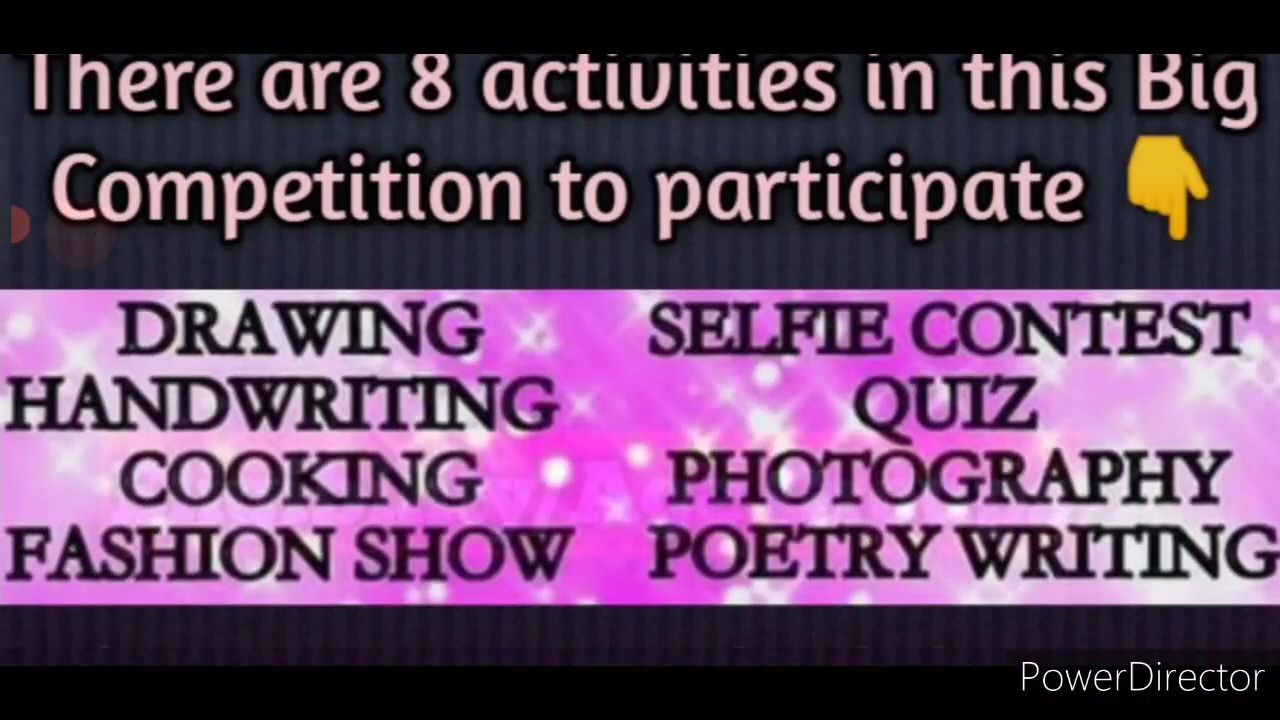 There are 8 activities in this Big
Competition to participate 👇
DRAWING SELFIE CONTEST
HANDWRITING QUIZ
COOKING PHOTOGRAPHY
FASHION SHOW POETRY WRITING
PowerDirector